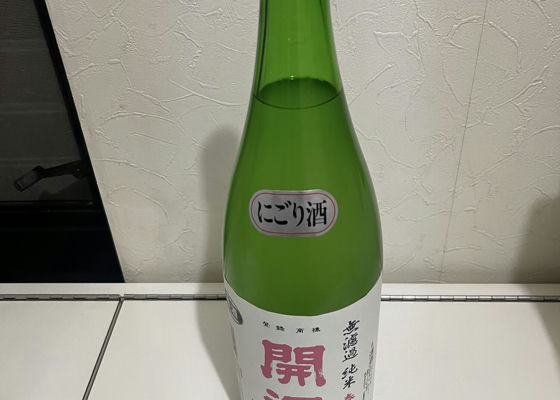 にごり酒
登録商標
無濾過 純米
開